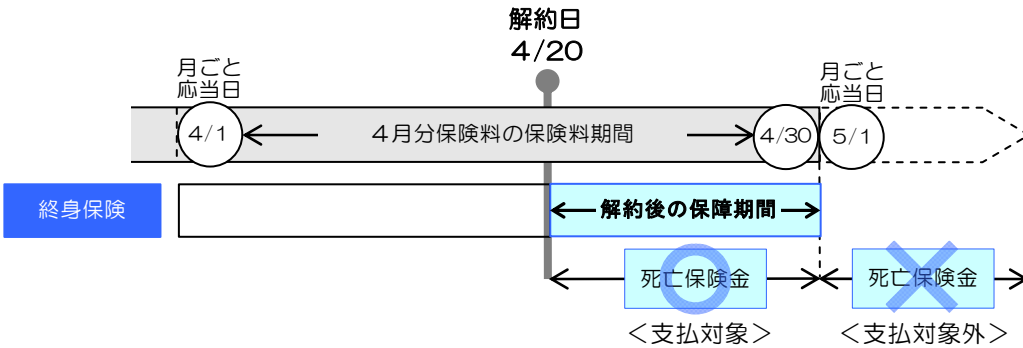 解約日
4/20
月ごと
応当日
月ごと
応当日
4/1
4月分保険料の保険料期間
4/30
5/1
終身保険
解約後の保障期間
死亡保険金
死亡保険金
＜支払対象＞
＜支払対象外＞